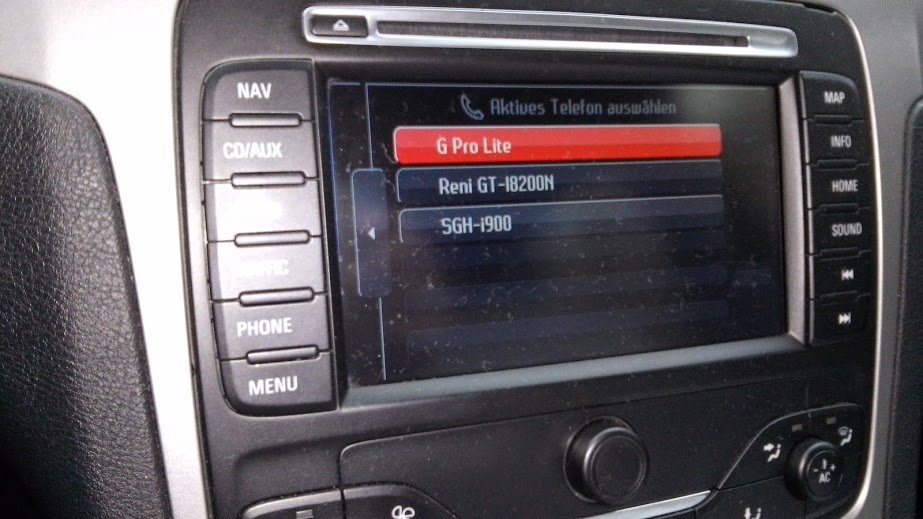 NAV
CD/AUX
PHONE
MENU
Aktives Telefon auswählen
G Pro Lite
Reni GT-I8200N
SGH-i900
MAP
INFO
HOME
SOUND
AC